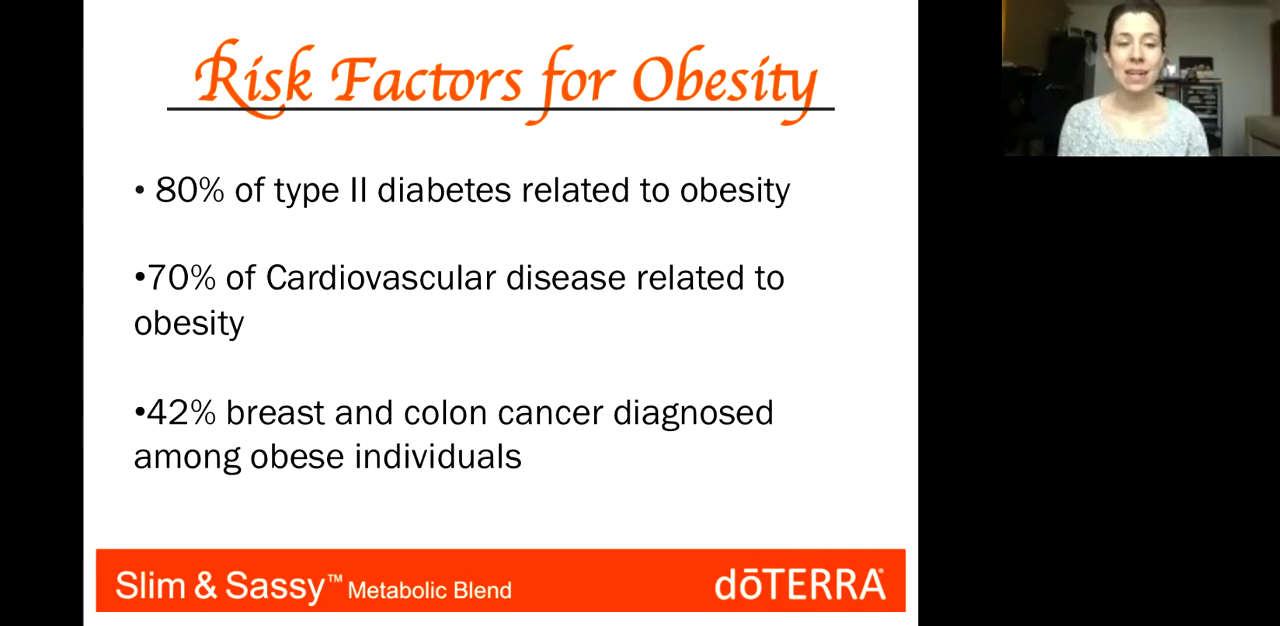 Risk Factors for Obesity
• 80% of type II diabetes related to obesity
•70% of Cardiovascular disease related to
obesity
•42% breast and colon cancer diagnosed
among obese individuals
Slim & Sassy™ Metabolic Blend
dōTERRA®